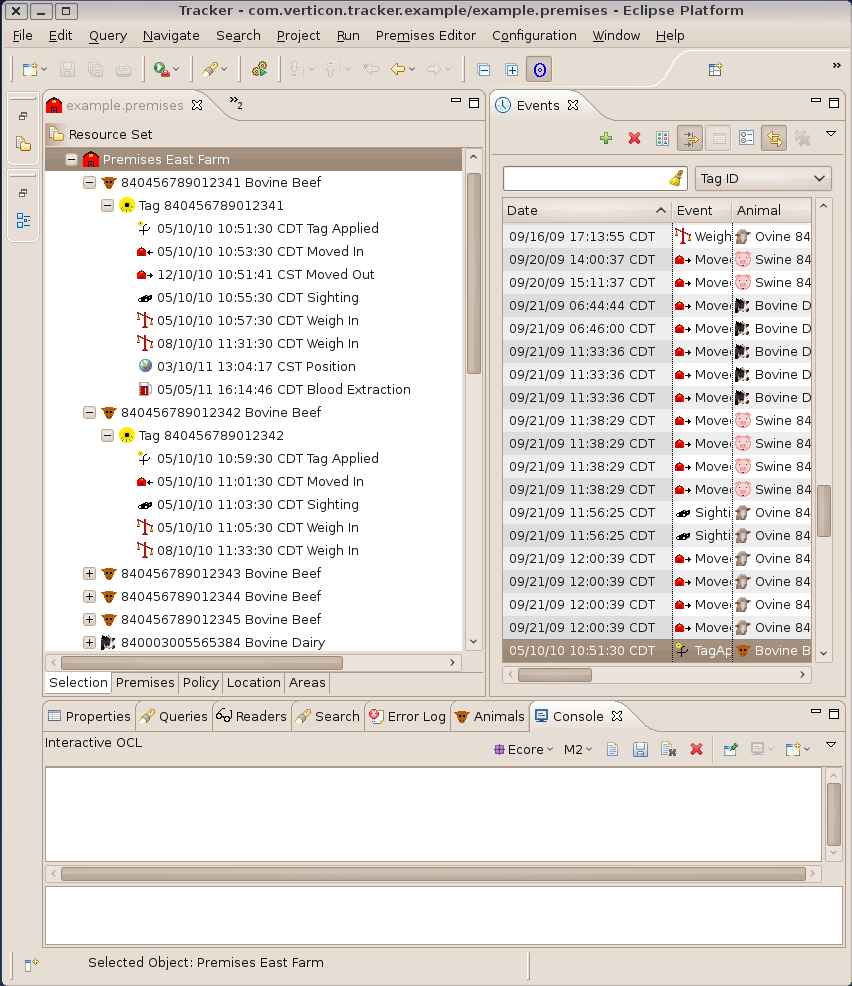 Tracker - com.verticon.tracker.example/example.premises - Eclipse Platform
File Edit Query Navigate Search Project Run Premises Editor Configuration Window Help
example.premises
»2
Resource Set
Premises East Farm
840456789012341 Bovine Beef
Tag 840456789012341
05/10/10 10:51:30 CDT Tag Applied
05/10/10 10:53:30 CDT Moved In
12/10/10 10:51:41 CST Moved Out
05/10/10 10:55:30 CDT Sighting
05/10/10 10:57:30 CDT Weigh In
08/10/10 11:31:30 CDT Weigh In
03/10/11 13:04:17 CST Position
05/05/11 16:14:46 CDT Blood Extraction
840456789012342 Bovine Beef
Tag 840456789012342
05/10/10 10:59:30 CDT Tag Applied
05/10/10 11:01:30 CDT Moved In
05/10/10 11:03:30 CDT Sighting
05/10/10 11:05:30 CDT Weigh In
08/10/10 11:33:30 CDT Weigh In
840456789012343 Bovine Beef
840456789012344 Bovine Beef
840456789012345 Bovine Beef
840003005565384 Bovine Dairy
Selection Premises Policy Location Areas
Events
Tag ID
Date Event Animal
09/16/09 17:13:55 CDT Weigh Ovine 84
09/20/09 14:00:37 CDT Move Swine 84
09/20/09 15:11:37 CDT Move Swine 84
09/21/09 06:44:44 CDT Move Bovine D
09/21/09 06:46:00 CDT Move Bovine D
09/21/09 11:33:36 CDT Move Bovine D
09/21/09 11:33:36 CDT Move Bovine D
09/21/09 11:33:36 CDT Move Bovine D
09/21/09 11:38:29 CDT Move Swine 84
09/21/09 11:38:29 CDT Move Swine 84
09/21/09 11:38:29 CDT Move Swine 84
09/21/09 11:38:29 CDT Move Swine 84
09/21/09 11:56:25 CDT Sighti Ovine 84
09/21/09 11:56:25 CDT Sighti Ovine 84
09/21/09 12:00:39 CDT Move Ovine 84
09/21/09 12:00:39 CDT Move Ovine 84
09/21/09 12:00:39 CDT Move Ovine 84
09/21/09 12:00:39 CDT Move Ovine 84
05/10/10 10:51:30 CDT TagAp Bovine B
Properties Queries Readers Search Error Log Animals Console
Interactive OCL
Ecore M2
Selected Object: Premises East Farm